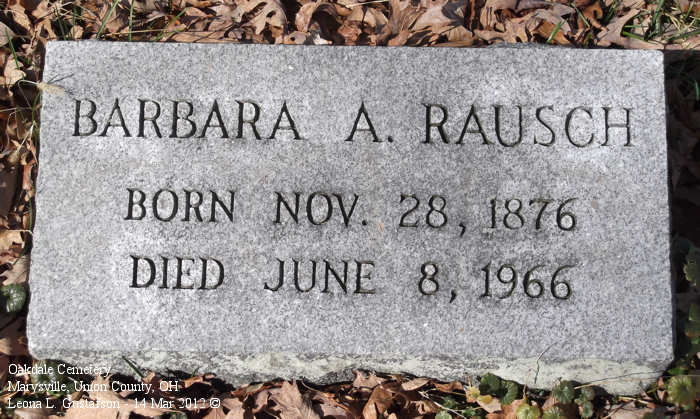 BARBARA A. RAUSCH
BORN NOV. 28, 1876
DIED JUNE 8, 1966
Oakdale Cemetery
Marysville, Union County, OH
Leona L. Gustafson - 14 Mar 2012 ©